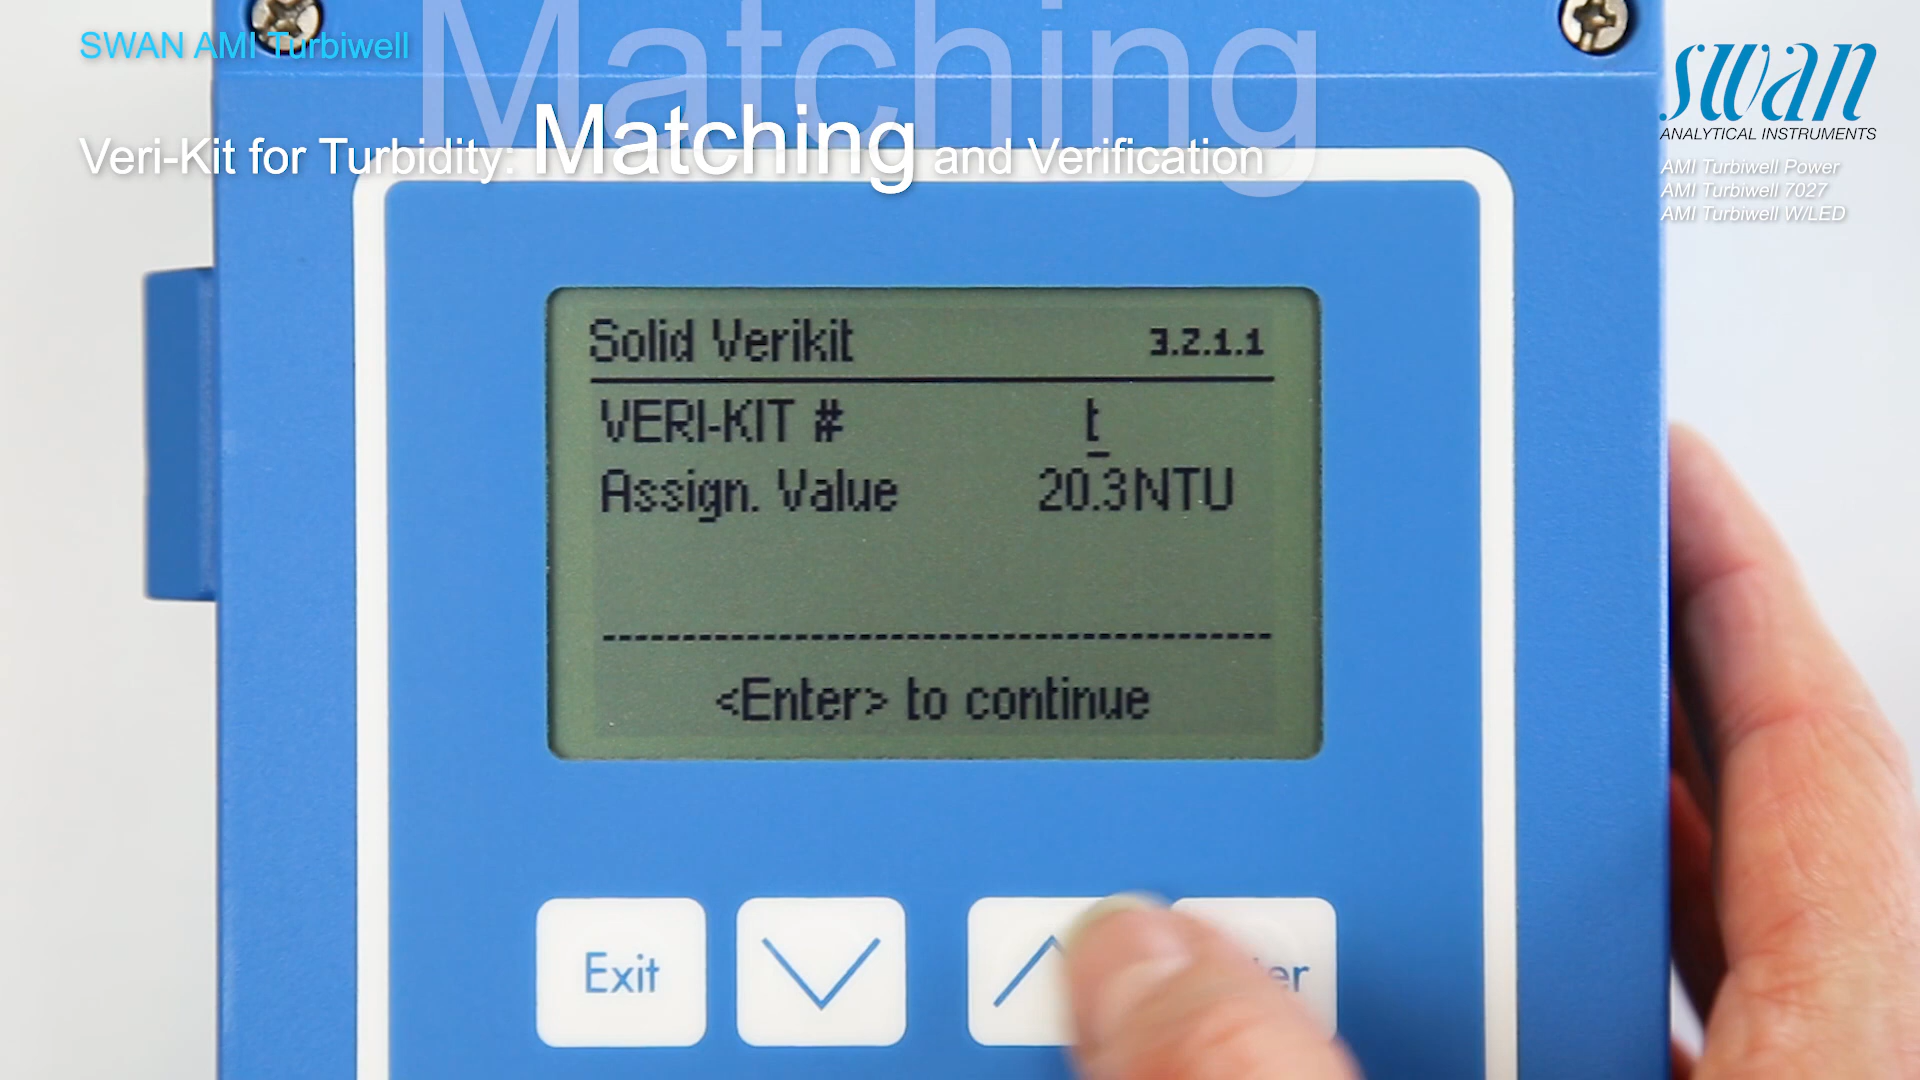 SWAN AMI Turbiwell
Matching
Veri-Kit for Turbidity: Matching and Verification
swan
ANALYTICAL INSTRUMENTS
AMI Turbiwell Power
AMI Turbiwell 7027
AMI Turbiwell W/LED
Solid Verikit 3.2.1.1
VERI-KIT # t
Assign. Value 20.3NTU
<Enter> to continue
Exit